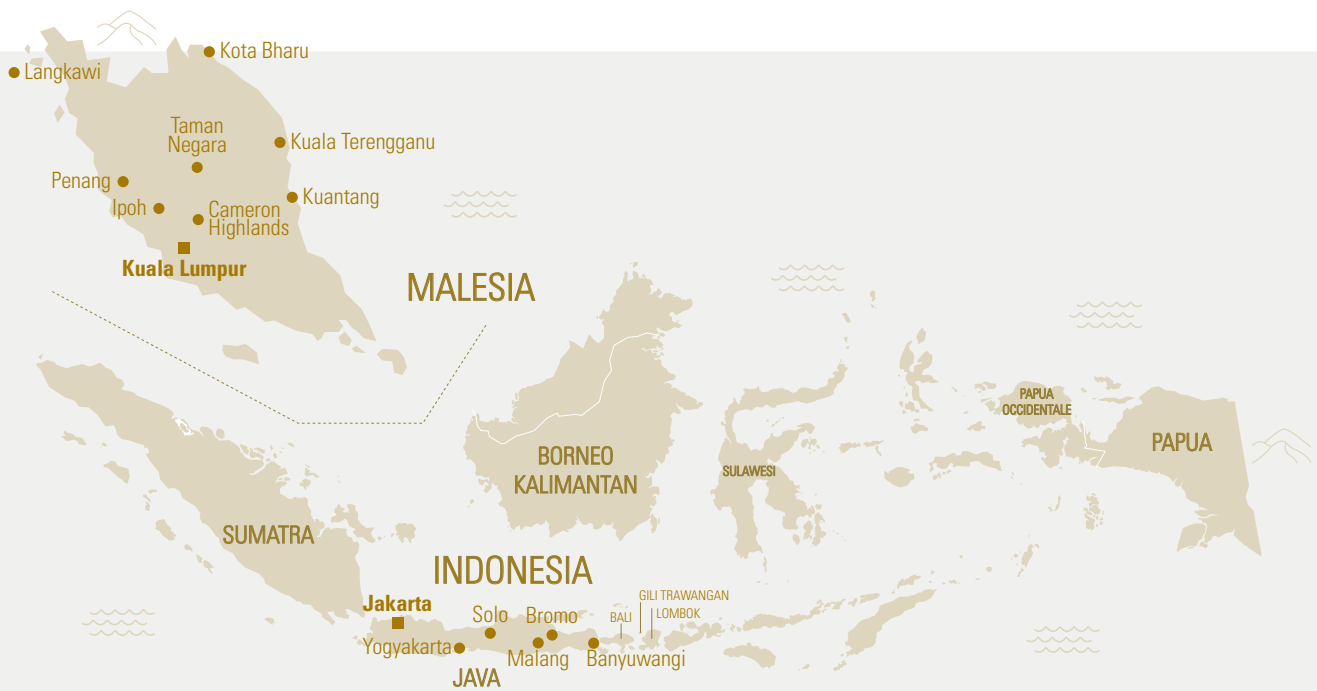 Kota Bharu
Langkawi
Taman
Negara
Kuala Terengganu
Penang
Kuantang
Ipoh
Cameron
Highlands
Kuala Lumpur
MALESIA
PAPUA
OCCIDENTALE
PAPUA
BORNEO
KALIMANTAN
SULAWESI
SUMATRA
INDONESIA
GILI TRAWANGAN
Jakarta
Solo
Bromo
BALI
LOMBOK
Yogyakarta
Malang
Banyuwangi
JAVA